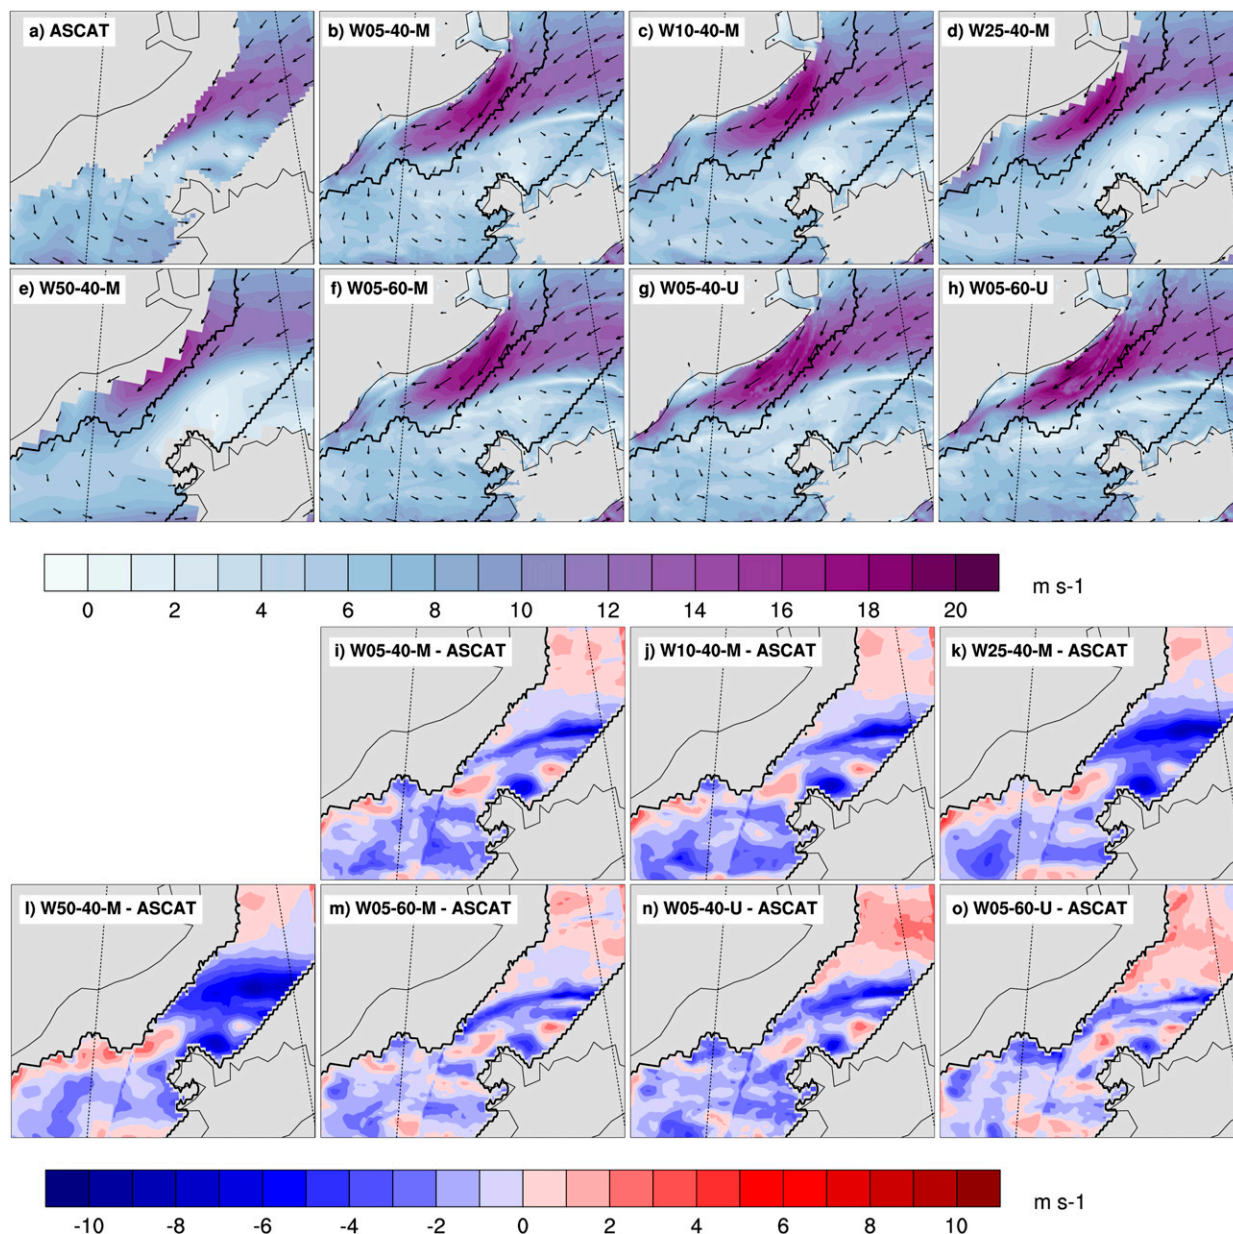 a) ASCAT
b) W05-40-M
c) W10-40-M
d) W25-40-M
e) W50-40-M
f) W05-60-M
g) W05-40-U
h) W05-60-U
m s-1
0 2 4 6 8 10 12 14 16 18 20
i) W05-40-M - ASCAT
j) W10-40-M - ASCAT
k) W25-40-M - ASCAT
l) W50-40-M - ASCAT
m) W05-60-M - ASCAT
n) W05-40-U - ASCAT
o) W05-60-U - ASCAT
m s-1
-10 -8 -6 -4 -2 0 2 4 6 8 10